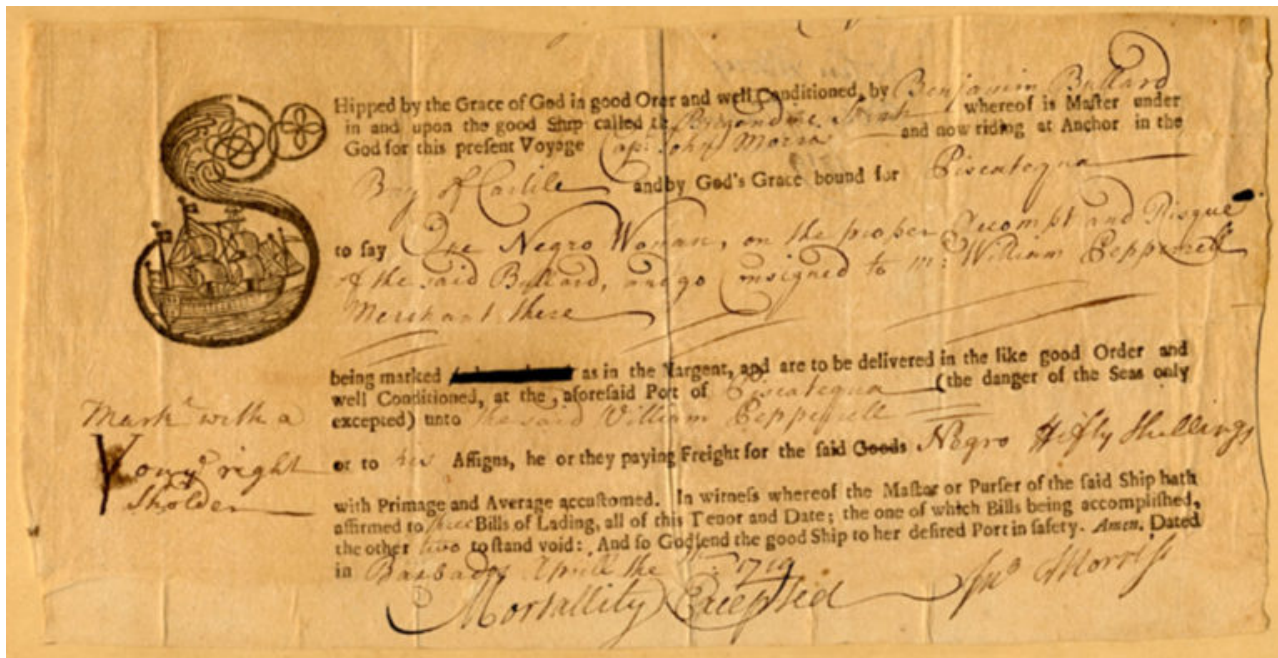 SHipped by the Grace of God in good Orer and well Conditioned, by Benjamin Bullard
in and upon the good Ship called the Brigandine Sarah whereof is Maſter under
God for this preſent Voyage Capt John Morris and now riding at Anchor in the
Bay of Carlile and by God's Grace bound for Piscatequa
to ſay One Negro Woman, on the proper Accompt and Risque
of the said Bullard, and go Consigned to mr William Pepperrell
Merchant there
being marked as in the Margent, and are to be delivered in the like good Order and
well Conditioned, at the aforeſaid Port of Piscatequa (the danger of the Seas only
excepted) unto the said William Pepperrell
Markt with a
Y on ye right
Sholder
or to his Aſſigns, he or they paying Freight for the ſaid Goods Negro Fifty Shillings
with Primage and Average accuſtomed. In witneſs whereof the Maſter or Purſer of the ſaid Ship hath
affirmed to three Bills of Lading, all of this Tenor and Date; the one of which Bills being accompliſhed,
the other two to ſtand void: And ſo God ſend the good Ship to her deſired Port in ſafety. Amen. Dated
in Barbados Aprill the 1719
Mortallity Excepted Jno Morris